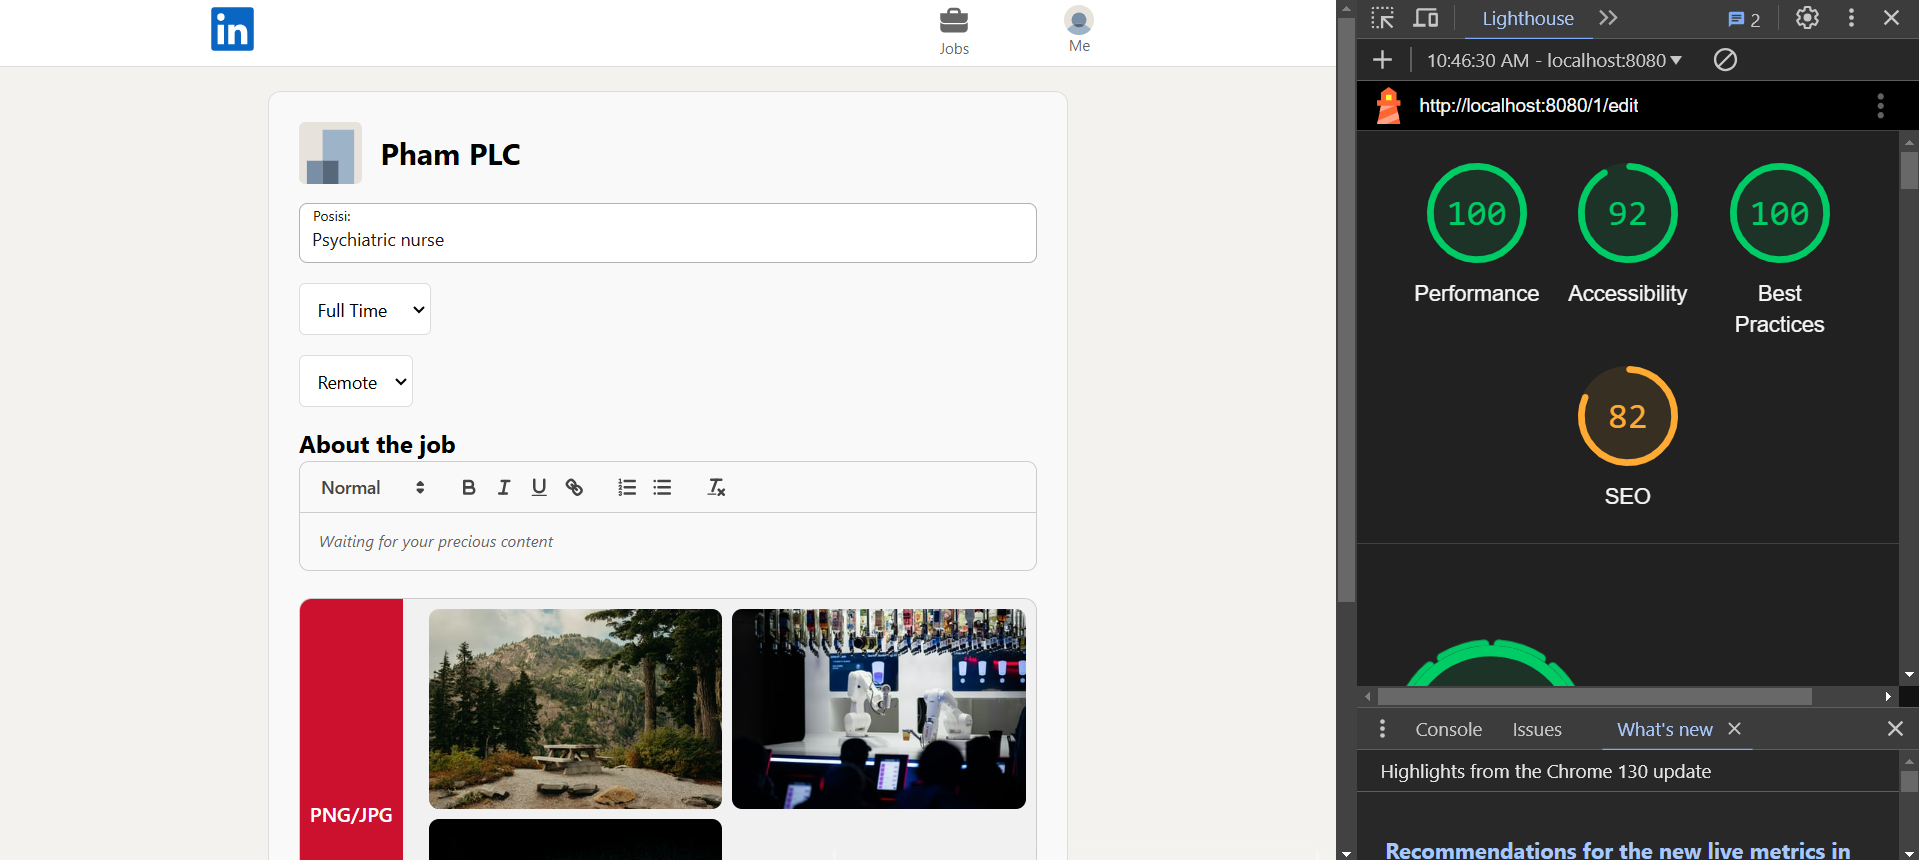 in
Jobs
Me
Pham PLC
Posisi:
Psychiatric nurse
Full Time
Remote
About the job
Normal
B I U
Waiting for your precious content
PNG/JPG
Lighthouse
2
10:46:30 AM - localhost:8080
http://localhost:8080/1/edit
100
Performance
92
Accessibility
100
Best
Practices
82
SEO
Console
Issues
What's new
Highlights from the Chrome 130 update
Recommendations for the new live metrics in